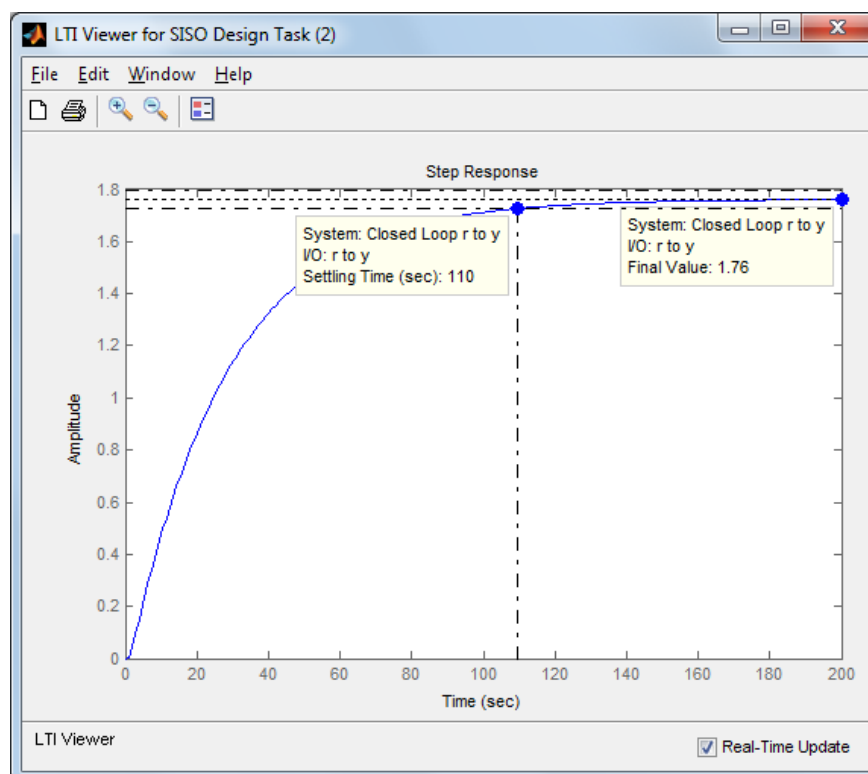 LTI Viewer for SISO Design Task (2)
File Edit Window Help
Step Response
1.8
1.6
1.4
1.2
1
0.8
0.6
0.4
0.2
0
Amplitude
System: Closed Loop r to y
I/O: r to y
Settling Time (sec): 110
System: Closed Loop r to y
I/O: r to y
Final Value: 1.76
0 20 40 60 80 100 120 140 160 180 200
Time (sec)
LTI Viewer
Real-Time Update